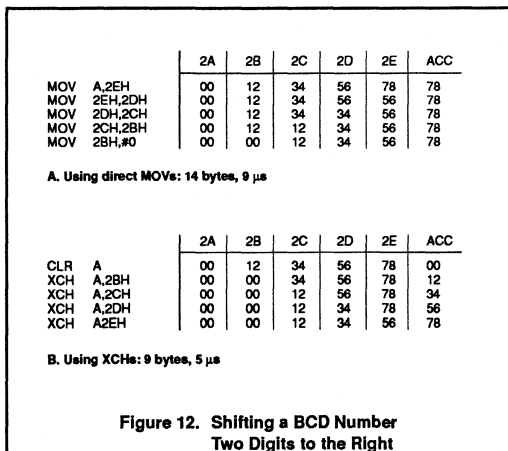 2A 2B 2C 2D 2E ACC
MOV A,2EH 00 12 34 56 78 78
MOV 2EH,2DH 00 12 34 56 56 78
MOV 2DH,2CH 00 12 34 34 56 78
MOV 2CH,2BH 00 12 12 34 56 78
MOV 2BH,#0 00 00 12 34 56 78
A. Using direct MOVs: 14 bytes, 9 µs
2A 2B 2C 2D 2E ACC
CLR A 00 12 34 56 78 00
XCH A,2BH 00 00 34 56 78 12
XCH A,2CH 00 00 12 56 78 34
XCH A,2DH 00 00 12 34 78 56
XCH A2EH 00 00 12 34 56 78
B. Using XCHs: 9 bytes, 5 µs
Figure 12. Shifting a BCD Number
Two Digits to the Right